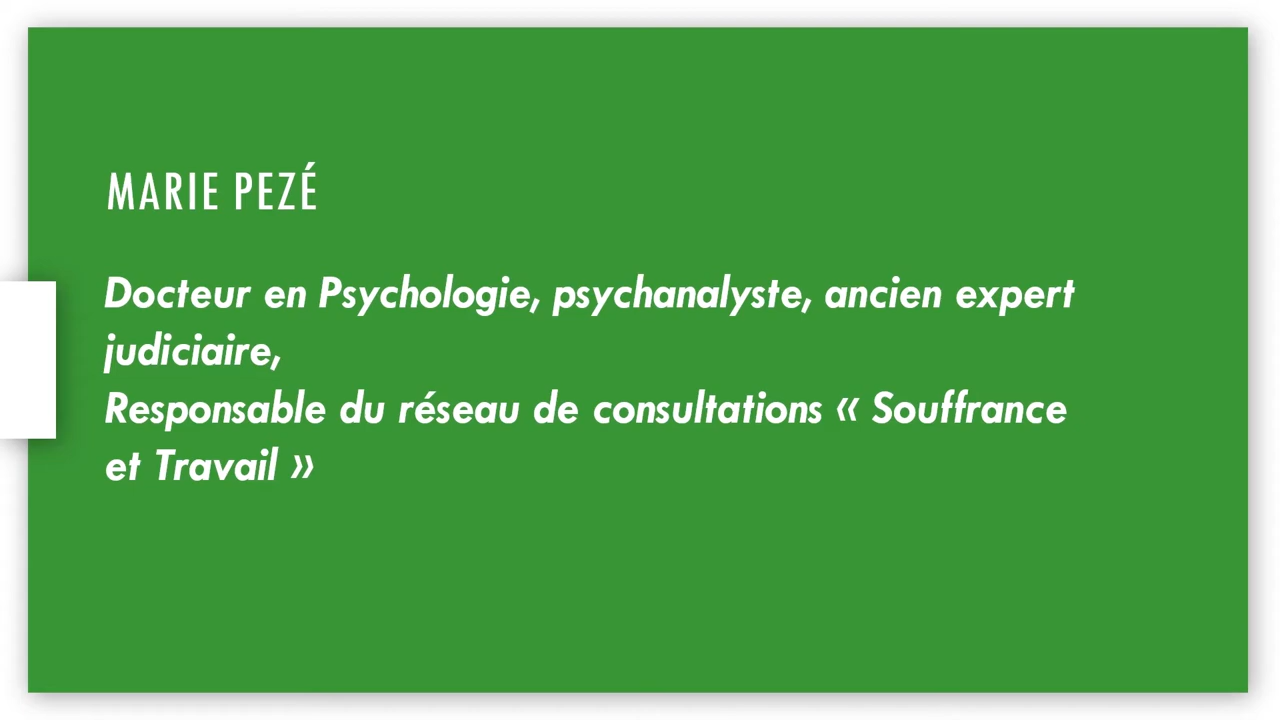 MARIE PEZÉ
Docteur en Psychologie, psychanalyste, ancien expert
judiciaire,
Responsable du réseau de consultations « Souffrance
et Travail »